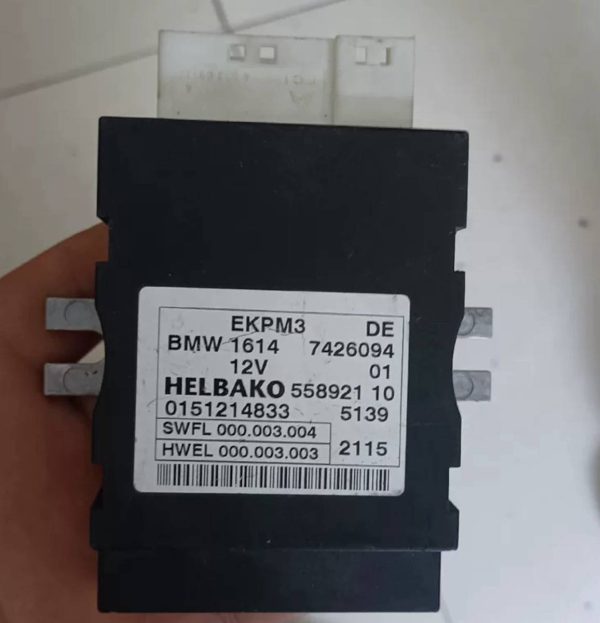 EKPM3 DE
BMW 1614 7426094
12V 01
HELBAKO 558921 10
0151214833 5139
SWFL 000.003.004
HWEL 000.003.003 2115